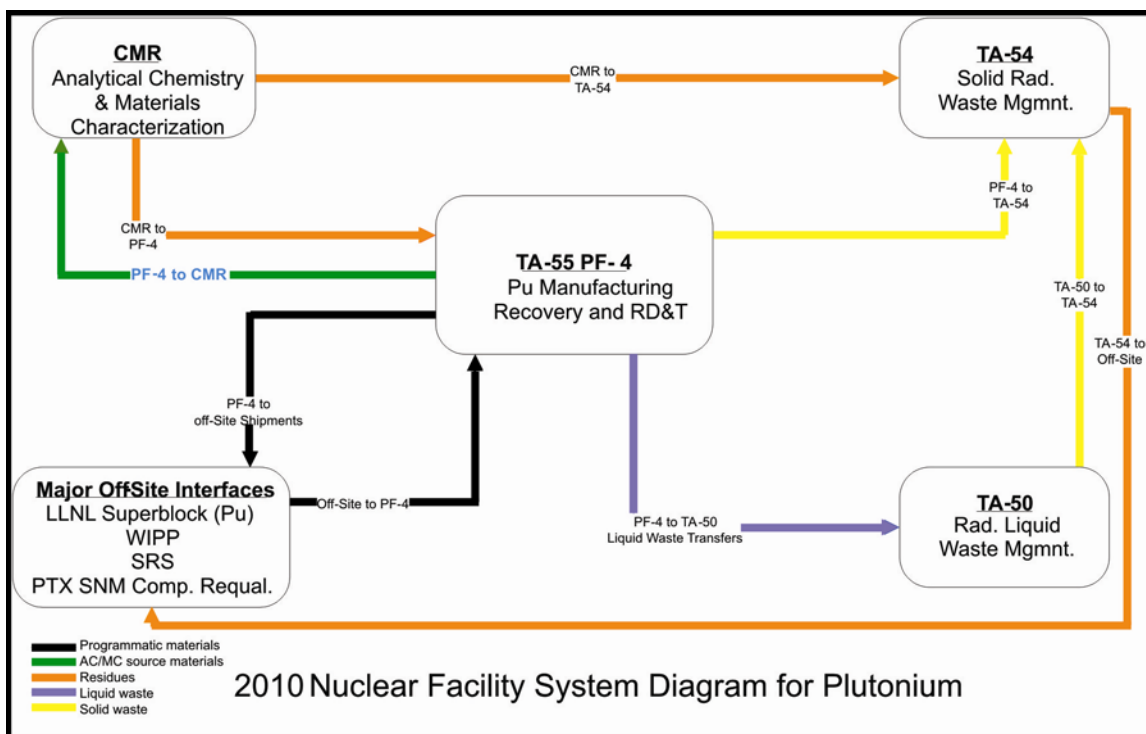 CMR
Analytical Chemistry
& Materials
Characterization
CMR to
TA-54
TA-54
Solid Rad.
Waste Mgmnt.
CMR to
PF-4
PF-4 to CMR
TA-55 PF- 4
Pu Manufacturing
Recovery and RD&T
PF-4 to
TA-54
TA-50 to
TA-54
TA-54 to
Off-Site
PF-4 to
off-Site Shipments
Major Off-Site Interfaces
LLNL Superblock (Pu)
WIPP
SRS
PTX SNM Comp. Requal.
Off-Site to PF-4
PF-4 to TA-50
Liquid Waste Transfers
TA-50
Rad. Liquid
Waste Mgmnt.
Programmatic materials
AC/MC source materials
Residues
Liquid waste
Solid waste
2010 Nuclear Facility System Diagram for Plutonium